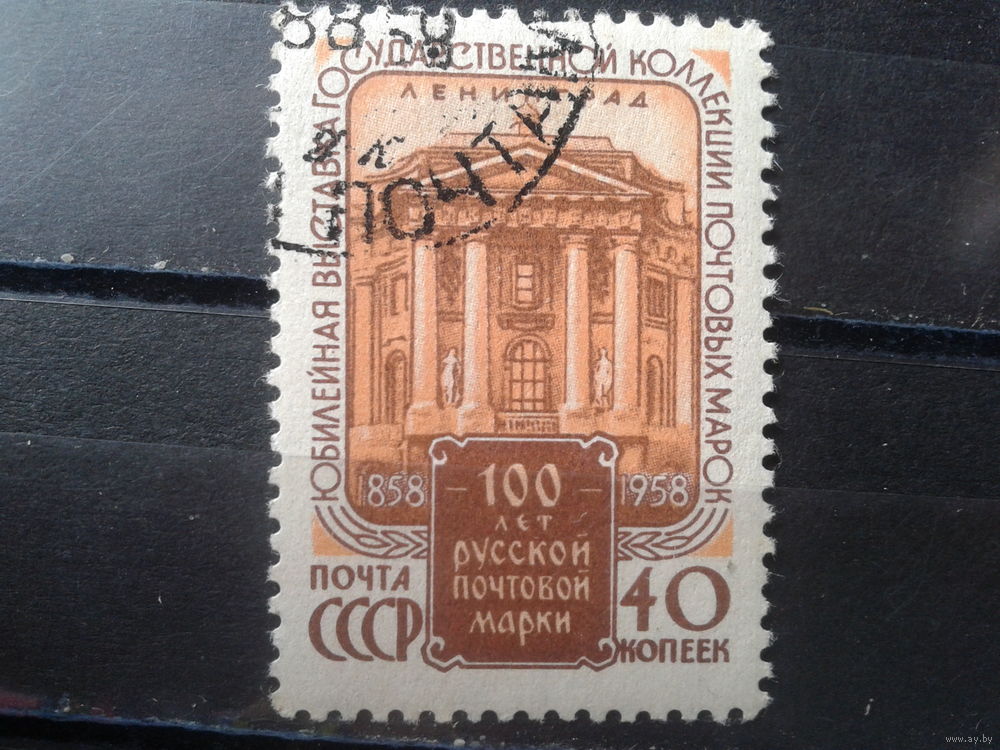 ЮБИЛЕЙНАЯ ВЫСТАВКА ГОСУДАРСТВЕННОЙ КОЛЛЕКЦИИ ПОЧТОВЫХ МАРОК
ЛЕНИНГРАД
ПОЧТА
1858
1958
100
ЛЕТ
РУССКОЙ
ПОЧТОВОЙ
МАРКИ
ПОЧТА
СССР
40
КОПЕЕК
www.ay.by